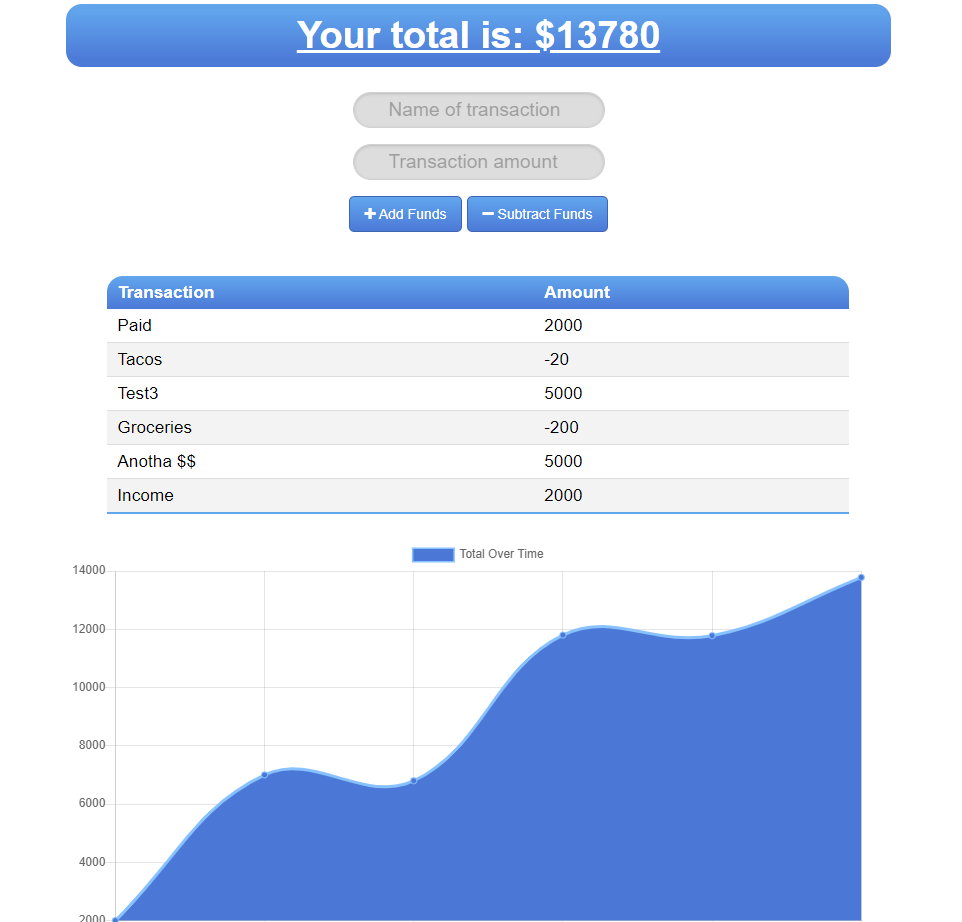 Your total is: $13780
Name of transaction
Transaction amount
+ Add Funds − Subtract Funds
Transaction Amount
Paid 2000
Tacos -20
Test3 5000
Groceries -200
Anotha $$ 5000
Income 2000
Total Over Time
14000
12000
10000
8000
6000
4000
2000